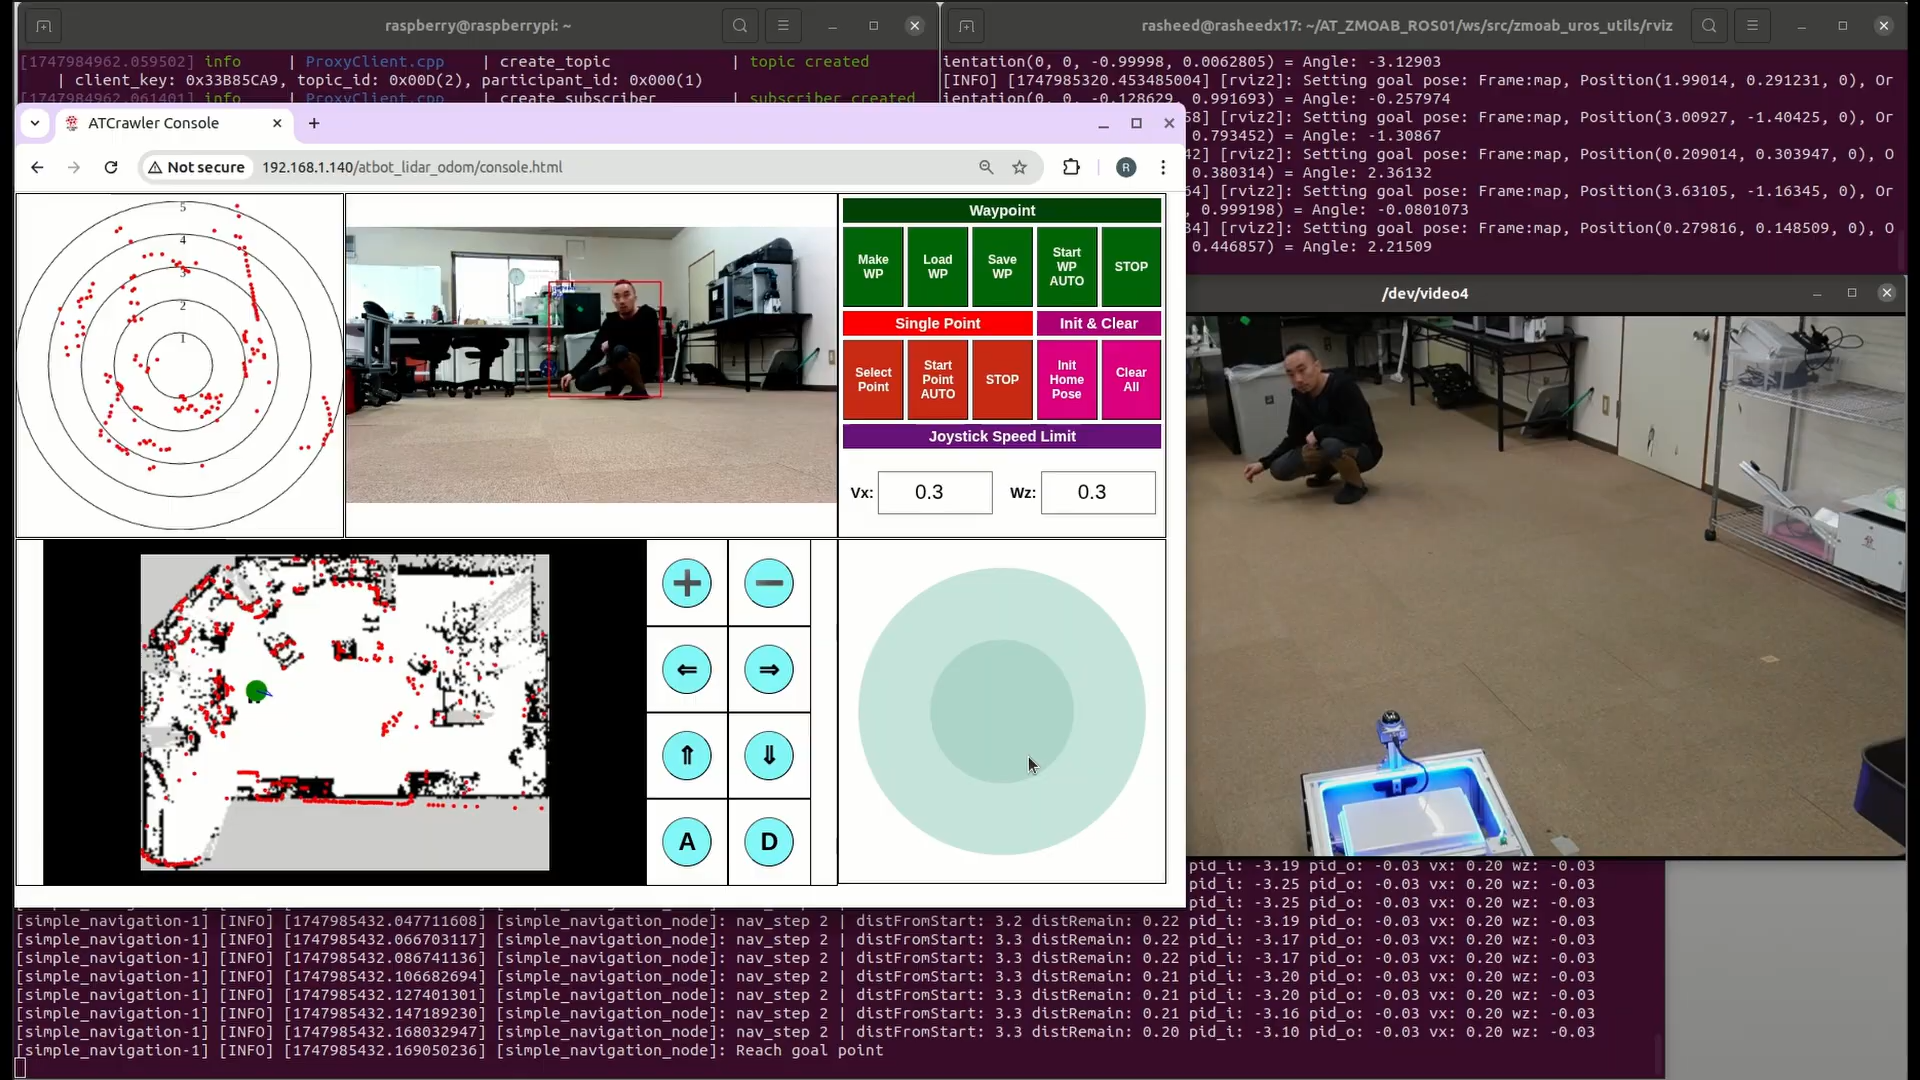 raspberry@raspberrypi: ~
[1747984962.059502] info | ProxyClient.cpp | create_topic | topic created
| client_key: 0x33B85CA9, topic_id: 0x00D(2), participant_id: 0x000(1)
[1747984962.061401] info | ProxyClient.cpp | create_subscriber | subscriber created
rasheed@rasheedx17: ~/AT_ZMOAB_ROS01/ws/src/zmoab_uros_utils/rviz
ientation(0, 0, -0.99998, 0.0062805) = Angle: -3.12903
[INFO] [1747985320.453485004] [rviz2]: Setting goal pose: Frame:map, Position(1.99014, 0.291231, 0), Or
ientation(0, 0, -0.128629, 0.991693) = Angle: -0.257974
58] [rviz2]: Setting goal pose: Frame:map, Position(3.00927, -1.40425, 0), Or
0.793452) = Angle: -1.30867
42] [rviz2]: Setting goal pose: Frame:map, Position(0.209014, 0.303947, 0), O
0.380314) = Angle: 2.36132
64] [rviz2]: Setting goal pose: Frame:map, Position(3.63105, -1.16345, 0), Or
, 0.999198) = Angle: -0.0801073
34] [rviz2]: Setting goal pose: Frame:map, Position(0.279816, 0.148509, 0), O
0.446857) = Angle: 2.21509
ATCrawler Console
Not secure 192.168.1.140/atbot_lidar_odom/console.html
R
5
4
3
2
1
Waypoint
Make WP
Load WP
Save WP
Start WP AUTO
STOP
Single Point
Init & Clear
Select Point
Start Point AUTO
STOP
Init Home Pose
Clear All
Joystick Speed Limit
Vx: 0.3 Wz: 0.3
A D
/dev/video4
pid_i: -3.19 pid_o: -0.03 vx: 0.20 wz: -0.03
pid_i: -3.25 pid_o: -0.03 vx: 0.20 wz: -0.03
pid_i: -3.25 pid_o: -0.03 vx: 0.20 wz: -0.03
[simple_navigation-1] [INFO] [1747985432.047711608] [simple_navigation_node]: nav_step 2 | distFromStart: 3.2 distRemain: 0.22 pid_i: -3.19 pid_o: -0.03 vx: 0.20 wz: -0.03
[simple_navigation-1] [INFO] [1747985432.066703117] [simple_navigation_node]: nav_step 2 | distFromStart: 3.3 distRemain: 0.22 pid_i: -3.17 pid_o: -0.03 vx: 0.20 wz: -0.03
[simple_navigation-1] [INFO] [1747985432.086741136] [simple_navigation_node]: nav_step 2 | distFromStart: 3.3 distRemain: 0.22 pid_i: -3.17 pid_o: -0.03 vx: 0.20 wz: -0.03
[simple_navigation-1] [INFO] [1747985432.106682694] [simple_navigation_node]: nav_step 2 | distFromStart: 3.3 distRemain: 0.21 pid_i: -3.20 pid_o: -0.03 vx: 0.20 wz: -0.03
[simple_navigation-1] [INFO] [1747985432.127401301] [simple_navigation_node]: nav_step 2 | distFromStart: 3.3 distRemain: 0.21 pid_i: -3.20 pid_o: -0.03 vx: 0.20 wz: -0.03
[simple_navigation-1] [INFO] [1747985432.147189230] [simple_navigation_node]: nav_step 2 | distFromStart: 3.3 distRemain: 0.21 pid_i: -3.16 pid_o: -0.03 vx: 0.20 wz: -0.03
[simple_navigation-1] [INFO] [1747985432.168032947] [simple_navigation_node]: nav_step 2 | distFromStart: 3.3 distRemain: 0.20 pid_i: -3.10 pid_o: -0.03 vx: 0.20 wz: -0.03
[simple_navigation-1] [INFO] [1747985432.169050236] [simple_navigation_node]: Reach goal point